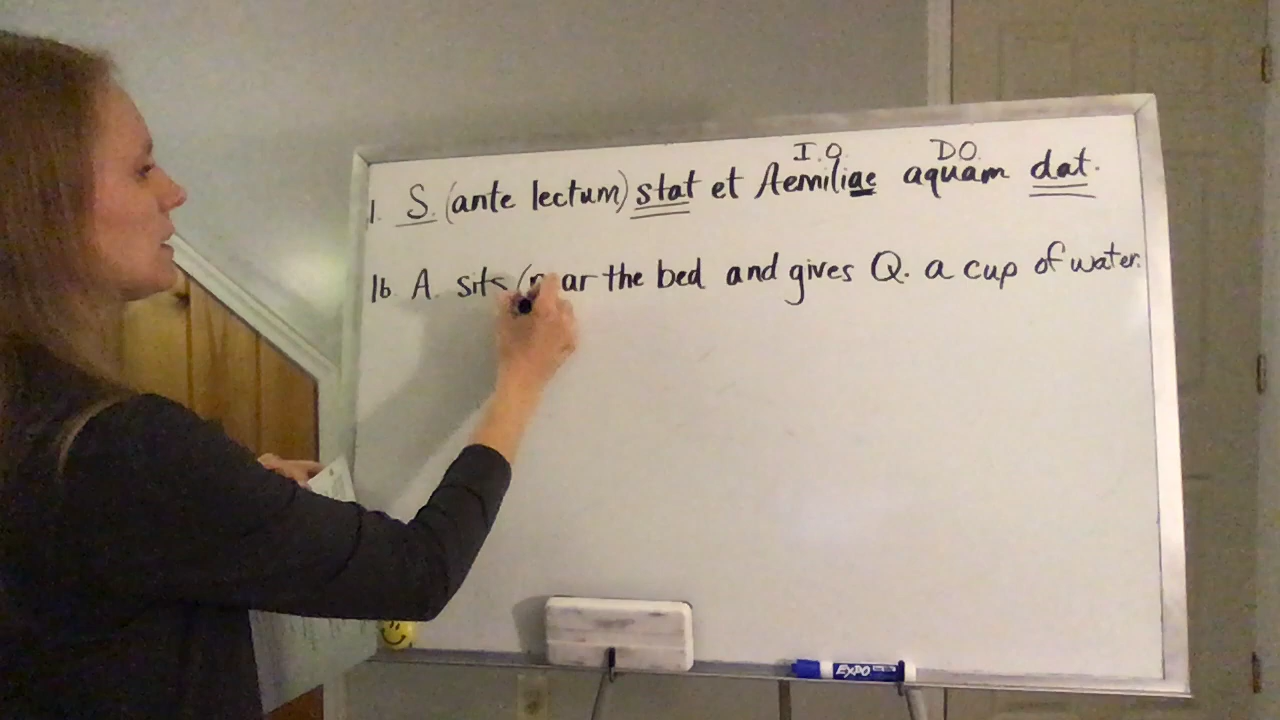 I.O. DO
1. S. (ante lectum) stat et Aemiliae aquam dat.
1b. A. sits (near the bed and gives Q. a cup of water.
EXPO